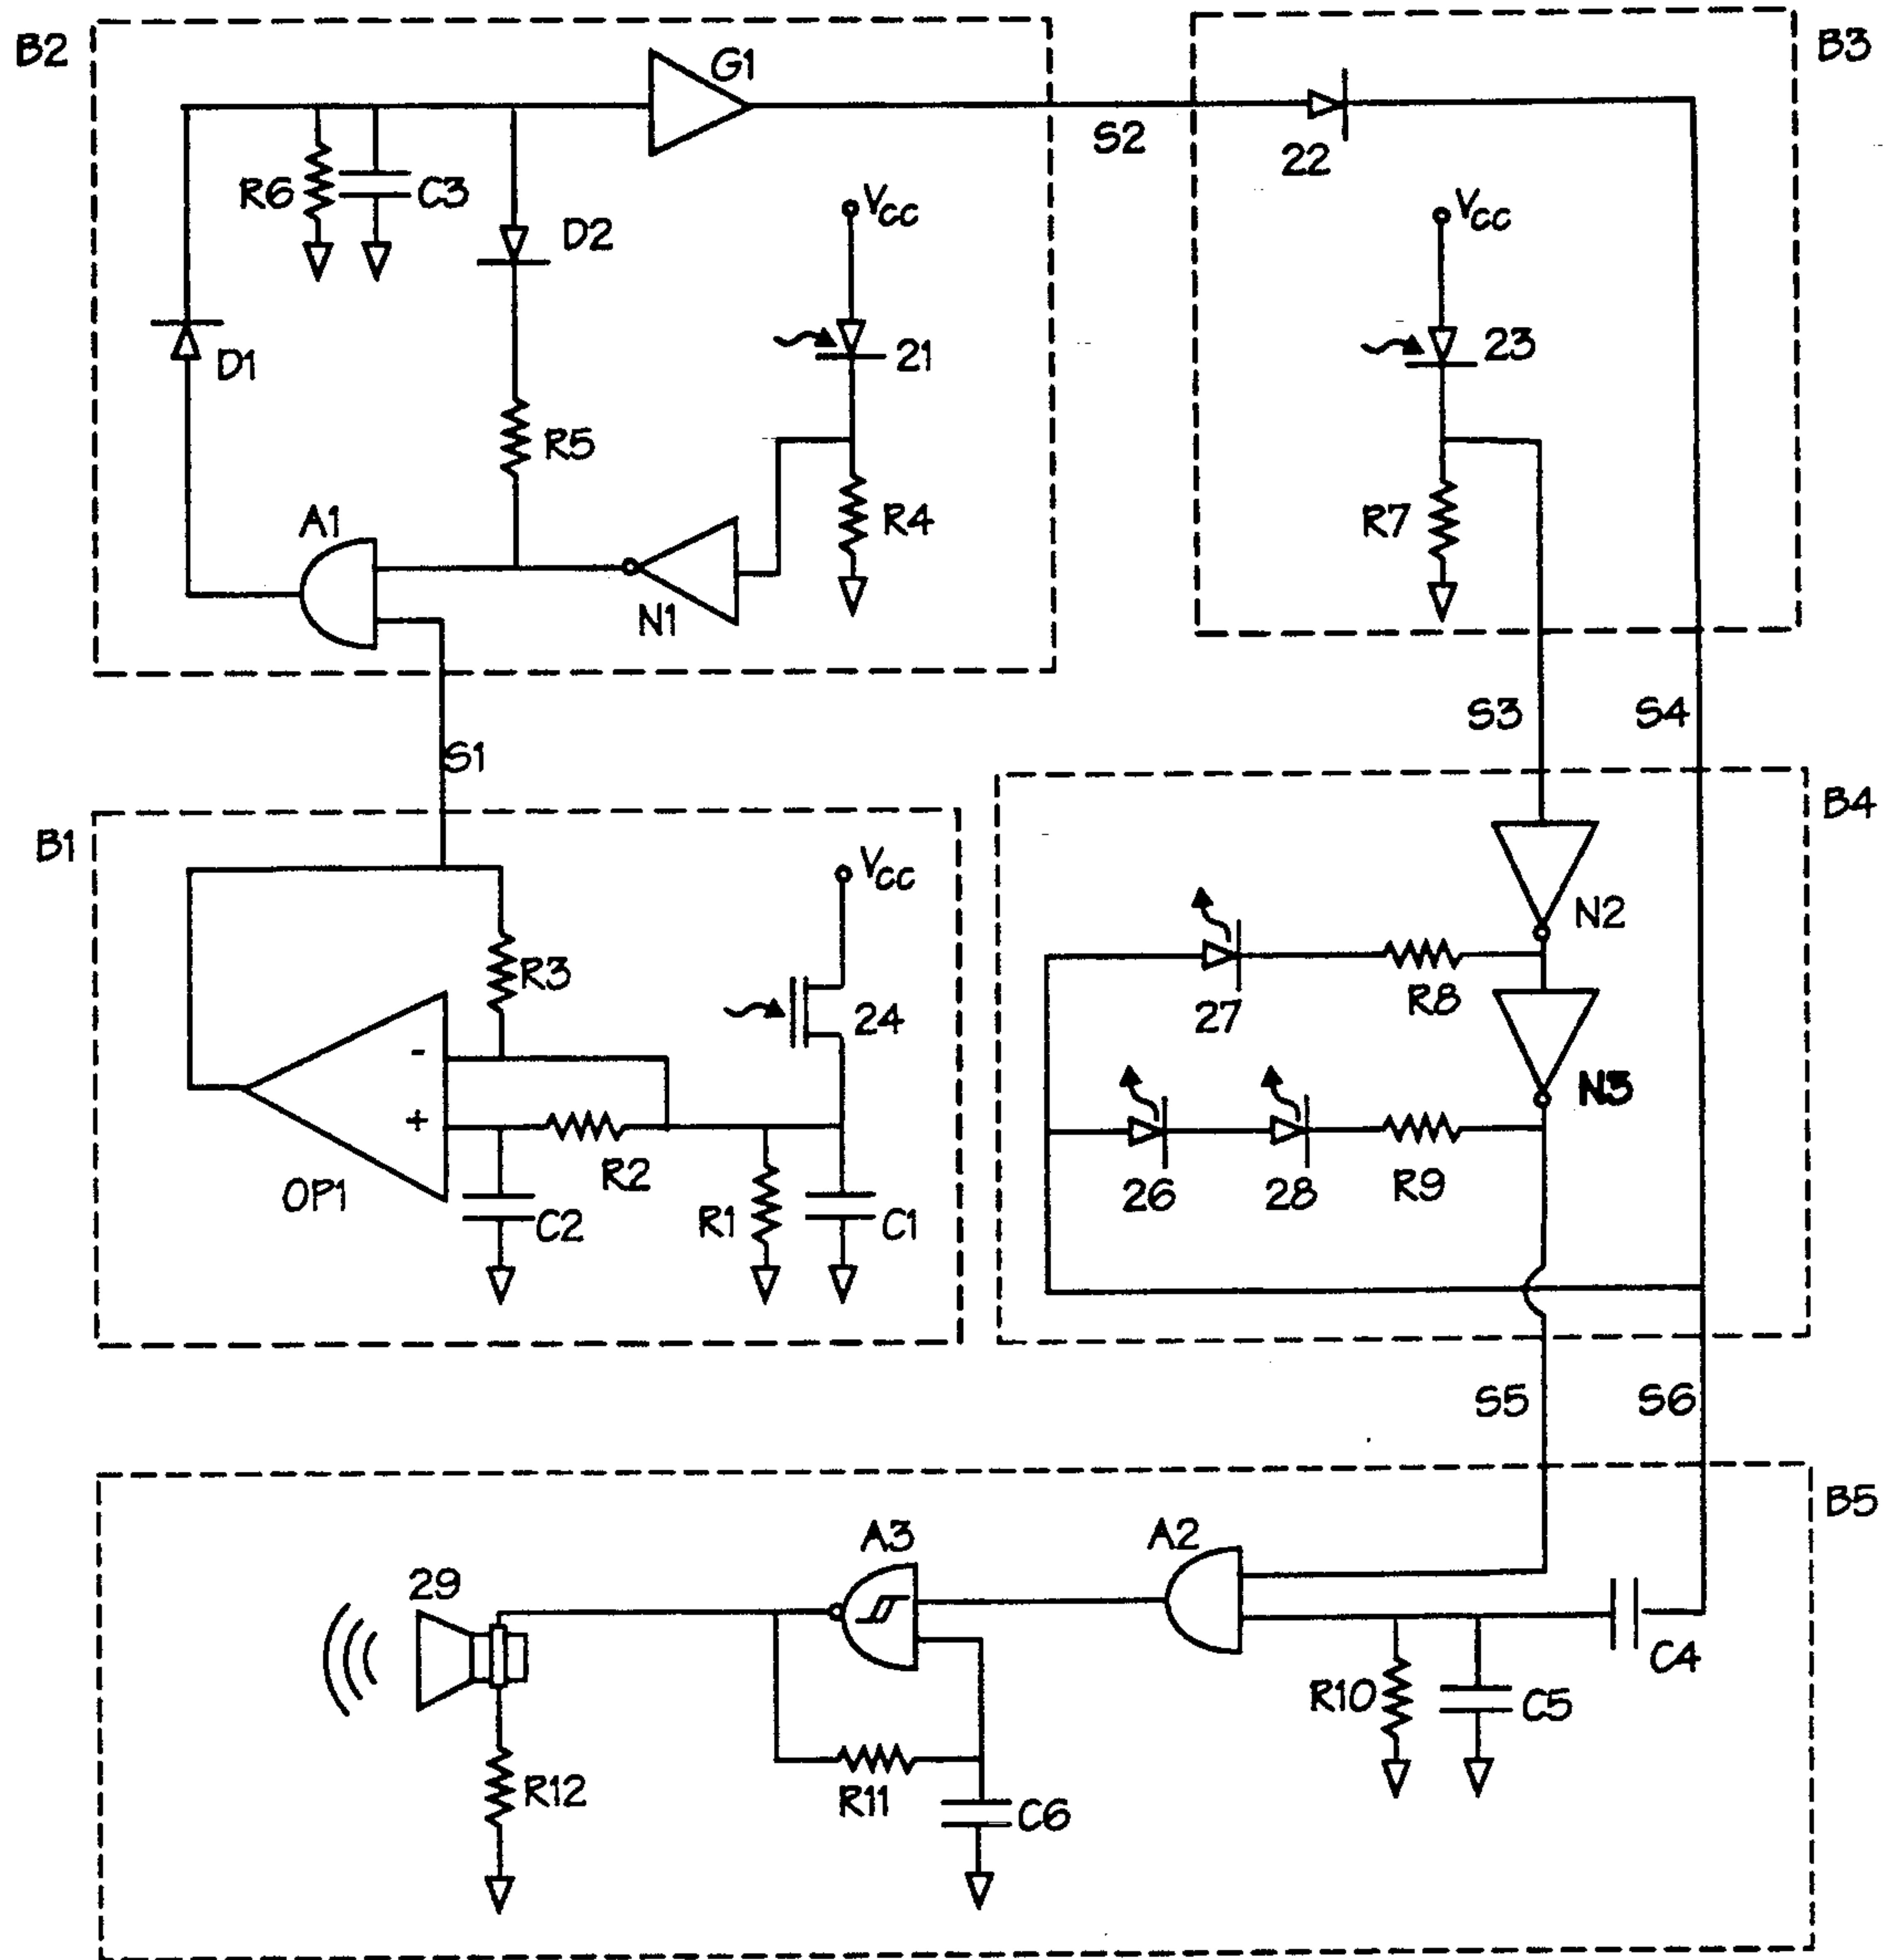 B2
G1
B3
S2
22
R6
C3
D2
VCC
VCC
D1
21
23
R5
A1
R4
R7
N1
S1
S3
S4
B1
VCC
B4
N2
R3
24
27
R8
-
N3
+
OP1
R2
C2
R1
C1
26
28
R9
S5
S6
B5
A3
A2
29
C4
R10
C5
R12
R11
C6